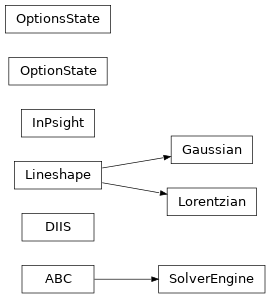 OptionsState
OptionState
InPsight
Lineshape
Gaussian
Lorentzian
DIIS
ABC
SolverEngine